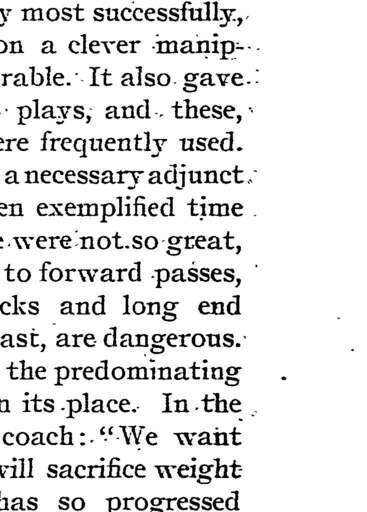 y most successfully,
on a clever manip-
rable. It also gave
plays, and these,
ere frequently used.
a necessary adjunct
en exemplified time
e were not so great,
to forward passes,
cks and long end
ast, are dangerous.
the predominating
n its place. In the
coach: "We want
will sacrifice weight
has so progressed